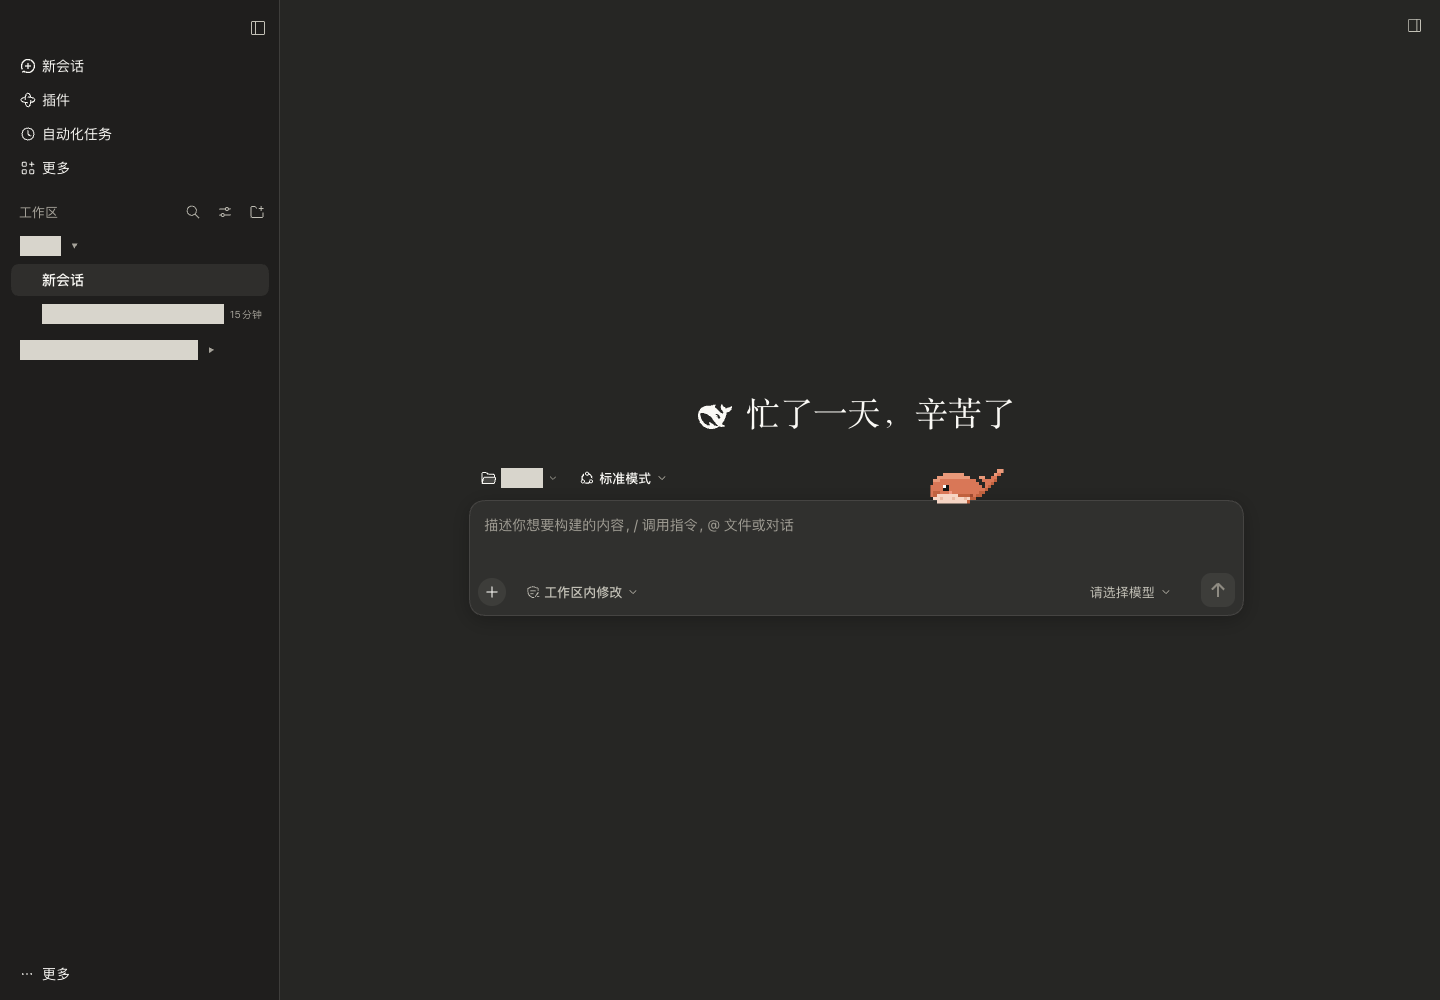 新会话
插件
自动化任务
更多
工作区
新会话
15分钟
忙了一天，辛苦了
标准模式
描述你想要构建的内容, / 调用指令, @ 文件或对话
工作区内修改
请选择模型
更多